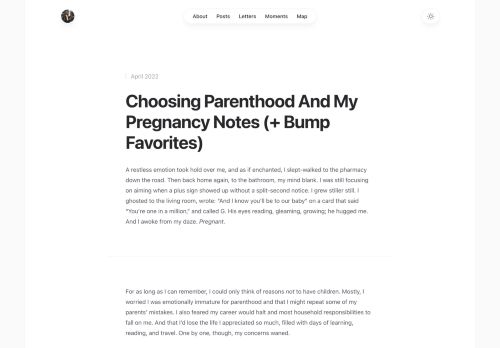 About Posts Letters Moments Map
April 2023
Choosing Parenthood And My
Pregnancy Notes (+ Bump
Favorites)
A restless emotion took hold over me, and as if enchanted, I slept-walked to the pharmacy
down the road. Then back home again, to the bathroom, my mind blank. I was still focusing
on aiming when a plus sign showed up without a split-second notice. I grew stiller still. I
ghosted to the living room, wrote: "And I know you'll be to our baby" on a card that said
"You're one in a million," and called G. His eyes reading, gleaming, growing; he hugged me.
And I awoke from my daze. Pregnant.
For as long as I can remember, I could only think of reasons not to have children. Mostly, I
worried I was emotionally immature for parenthood and that I might repeat some of my
parents' mistakes. I also feared my career would halt and most household responsibilities to
fall on me. And that I'd lose the life I appreciated so much, filled with days of learning,
reading, and travel. One by one, though, my concerns waned.